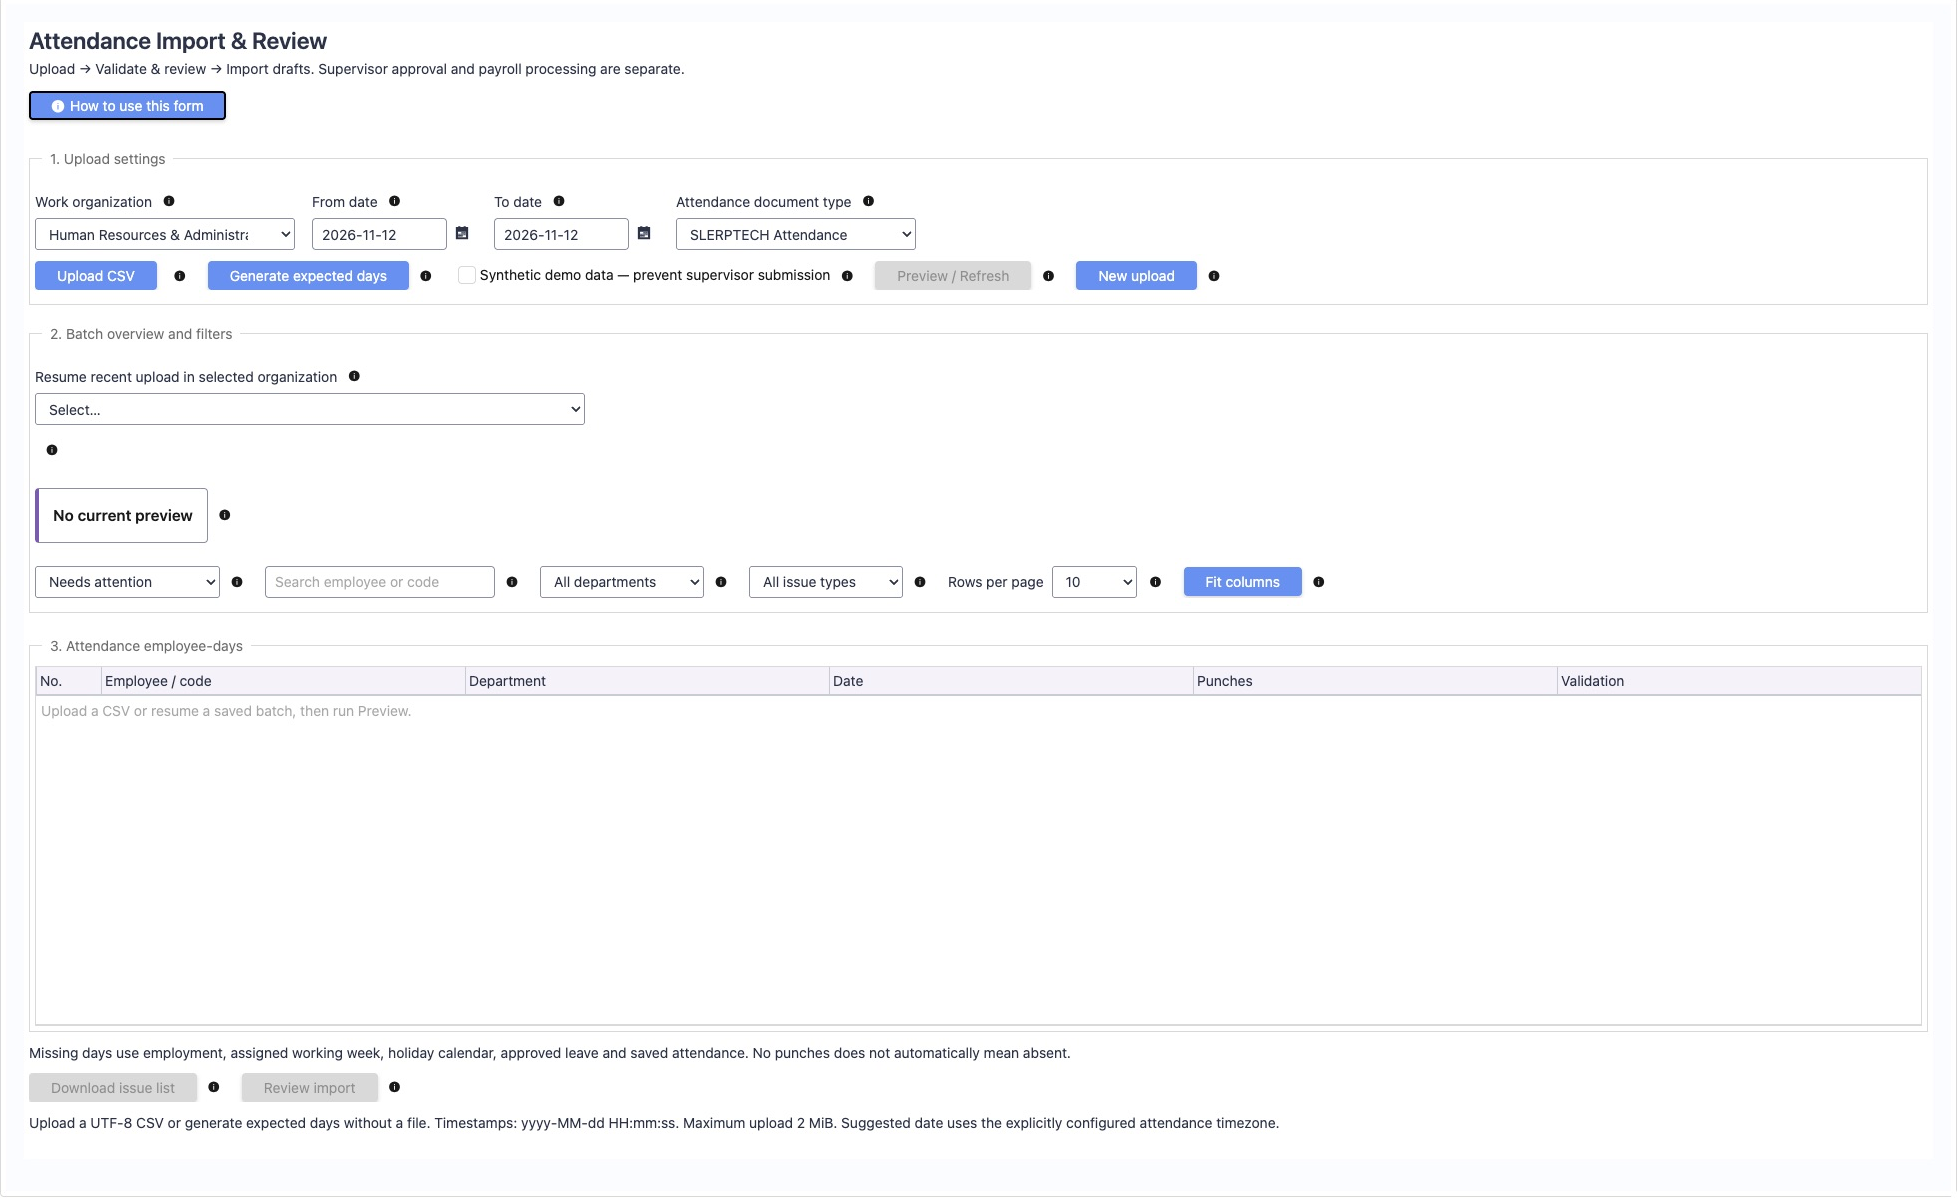 Attendance Import & Review
Upload → Validate & review → Import drafts. Supervisor approval and payroll processing are separate.
How to use this form
1. Upload settings
Work organization From date To date Attendance document type
Human Resources & Administra 2026-11-12 2026-11-12 SLERPTECH Attendance
Upload CSV Generate expected days Synthetic demo data — prevent supervisor submission Preview / Refresh New upload
2. Batch overview and filters
Resume recent upload in selected organization
Select...
No current preview
Needs attention Search employee or code All departments All issue types Rows per page 10 Fit columns
3. Attendance employee-days
No. Employee / code Department Date Punches Validation
Upload a CSV or resume a saved batch, then run Preview.
Missing days use employment, assigned working week, holiday calendar, approved leave and saved attendance. No punches does not automatically mean absent.
Download issue list Review import
Upload a UTF-8 CSV or generate expected days without a file. Timestamps: yyyy-MM-dd HH:mm:ss. Maximum upload 2 MiB. Suggested date uses the explicitly configured attendance timezone.